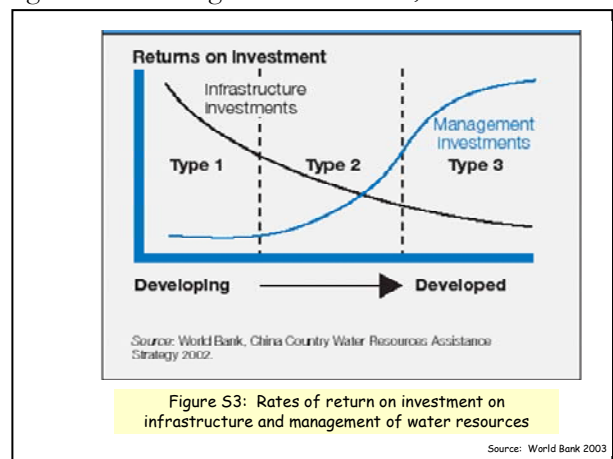 Returns on Investment
Infrastructure
investments
Management
investments
Type 1 Type 2 Type 3
Developing Developed
Source: World Bank, China Country Water Resources Assistance
Strategy 2002.
Figure S3: Rates of return on investment on
infrastructure and management of water resources
Source: World Bank 2003